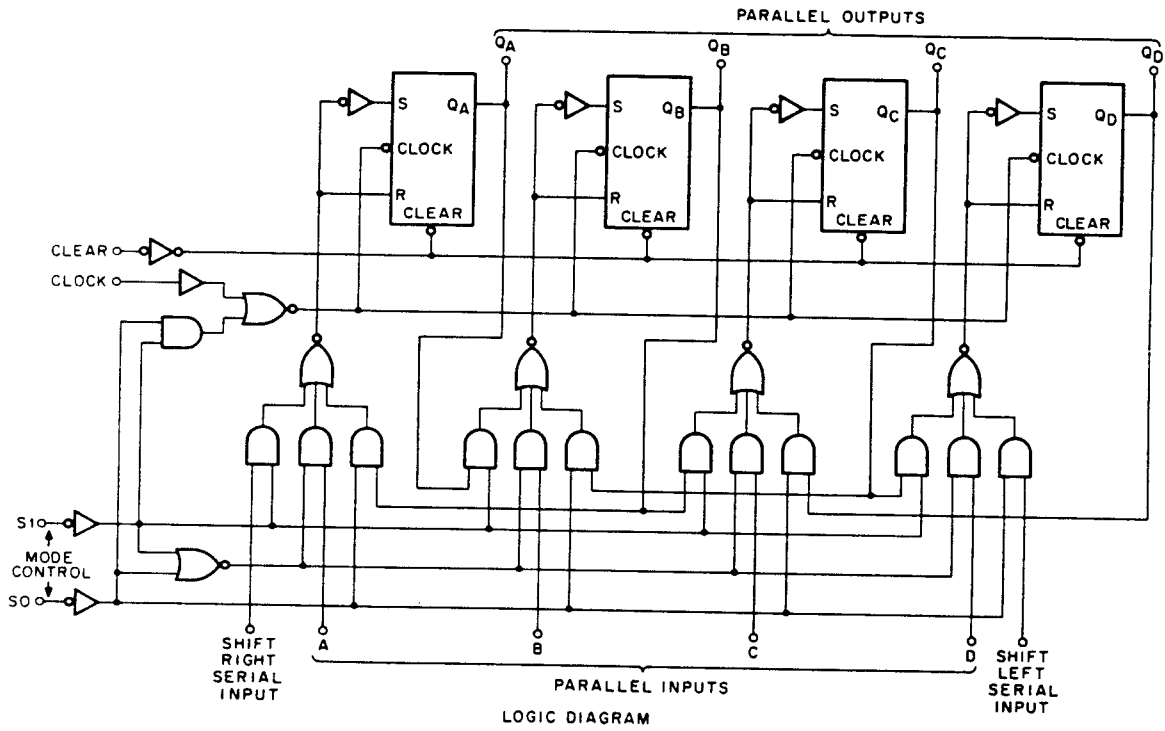 PARALLEL OUTPUTS
QA QB QC QD
S QA S QB S QC S QD
CLOCK CLOCK CLOCK CLOCK
R R R R
CLEAR CLEAR CLEAR CLEAR
CLEAR
CLOCK
S1
MODE
CONTROL
S0
SHIFT
RIGHT
SERIAL
INPUT
A B C D
SHIFT
LEFT
SERIAL
INPUT
PARALLEL INPUTS
LOGIC DIAGRAM